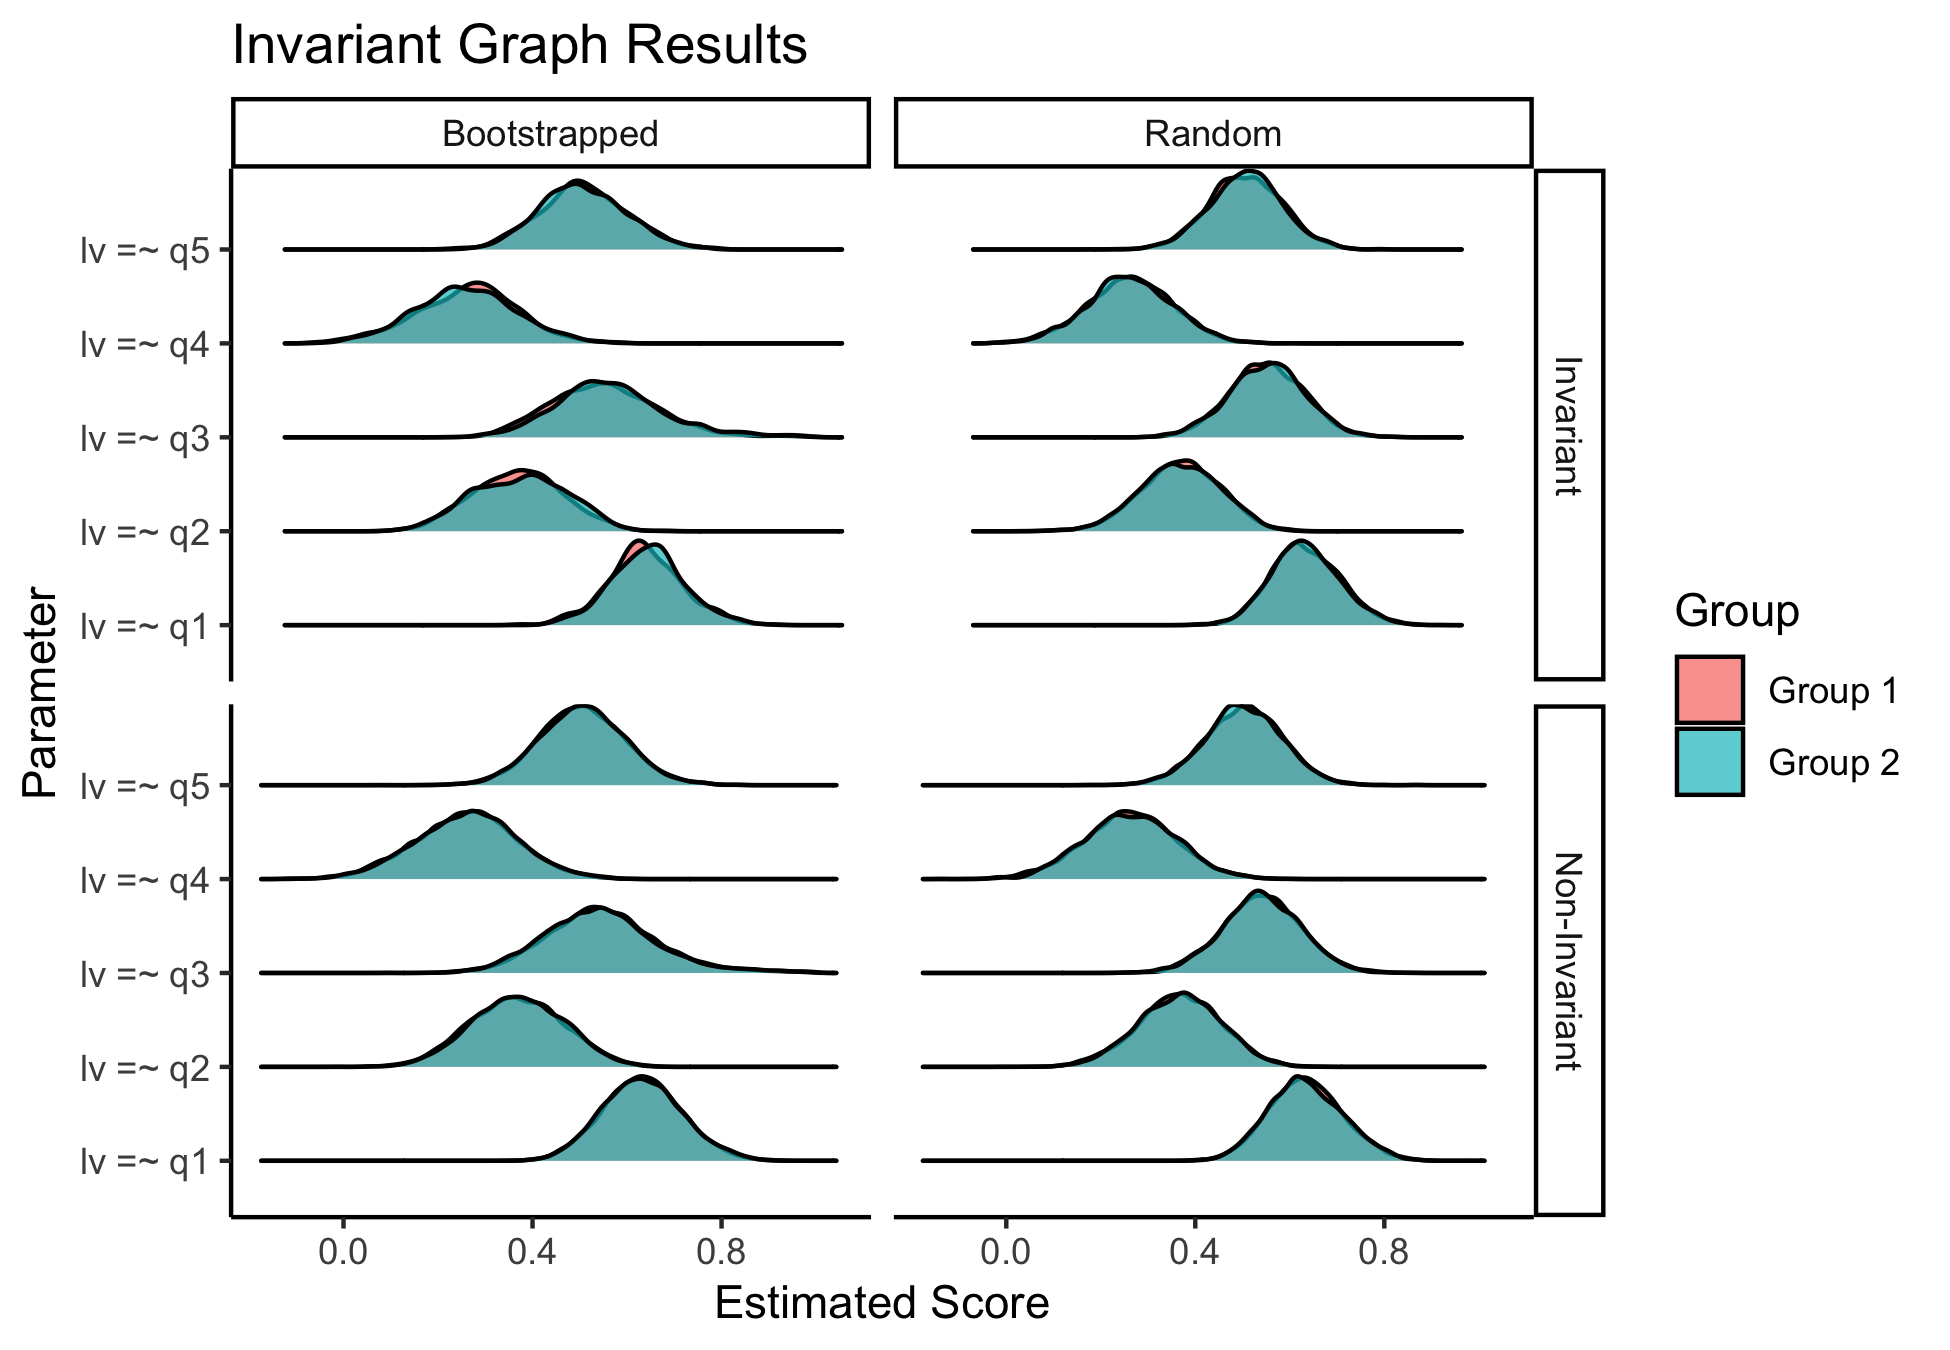 Invariant Graph Results
Bootstrapped
Random
Parameter
lv =~ q5
lv =~ q4
lv =~ q3
lv =~ q2
lv =~ q1
Invariant
lv =~ q5
lv =~ q4
lv =~ q3
lv =~ q2
lv =~ q1
Non-Invariant
0.0 0.4 0.8
0.0 0.4 0.8
Estimated Score
Group
Group 1
Group 2